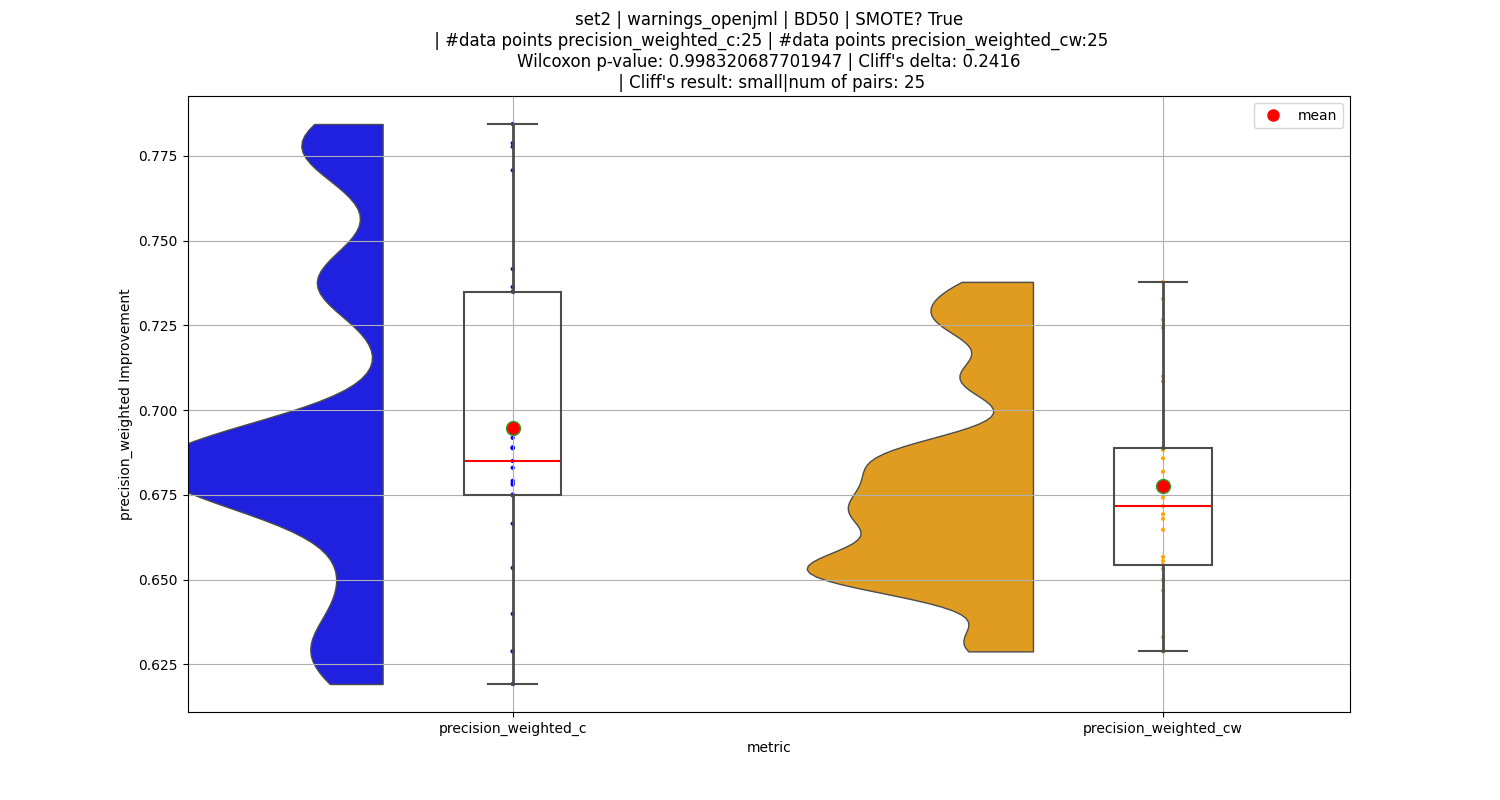 set2 | warnings_openjml | BD50 | SMOTE? True
| #data points precision_weighted_c:25 | #data points precision_weighted_cw:25
Wilcoxon p-value: 0.998320687701947 | Cliff's delta: 0.2416
| Cliff's result: small|num of pairs: 25
mean
0.775
0.750
0.725
0.700
0.675
0.650
0.625
precision_weighted Improvement
precision_weighted_c
precision_weighted_cw
metric